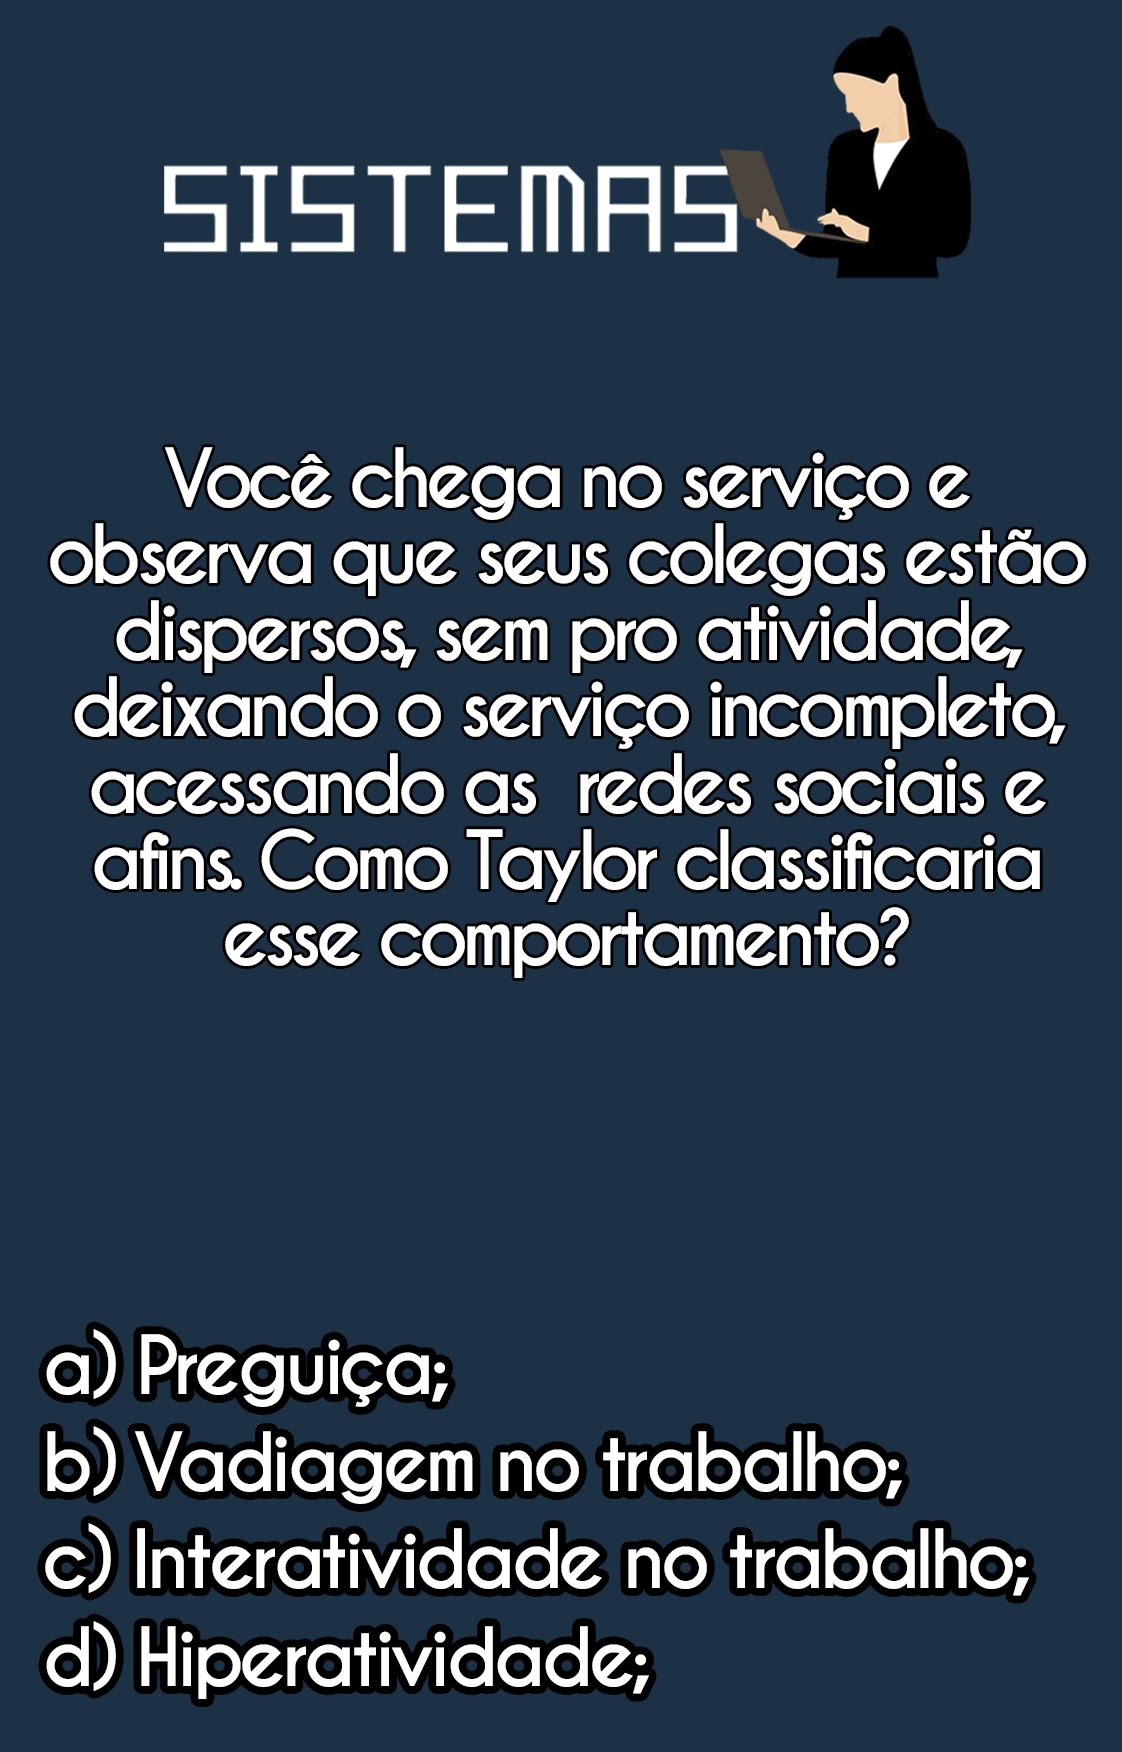 SISTEMAS
Você chega no serviço e
observa que seus colegas estão
dispersos, sem pro atividade,
deixando o serviço incompleto,
acessando as  redes sociais e
afins. Como Taylor classificaria
esse comportamento?
a) Preguiça;
b) Vadiagem no trabalho;
c) Interatividade no trabalho;
d) Hiperatividade;